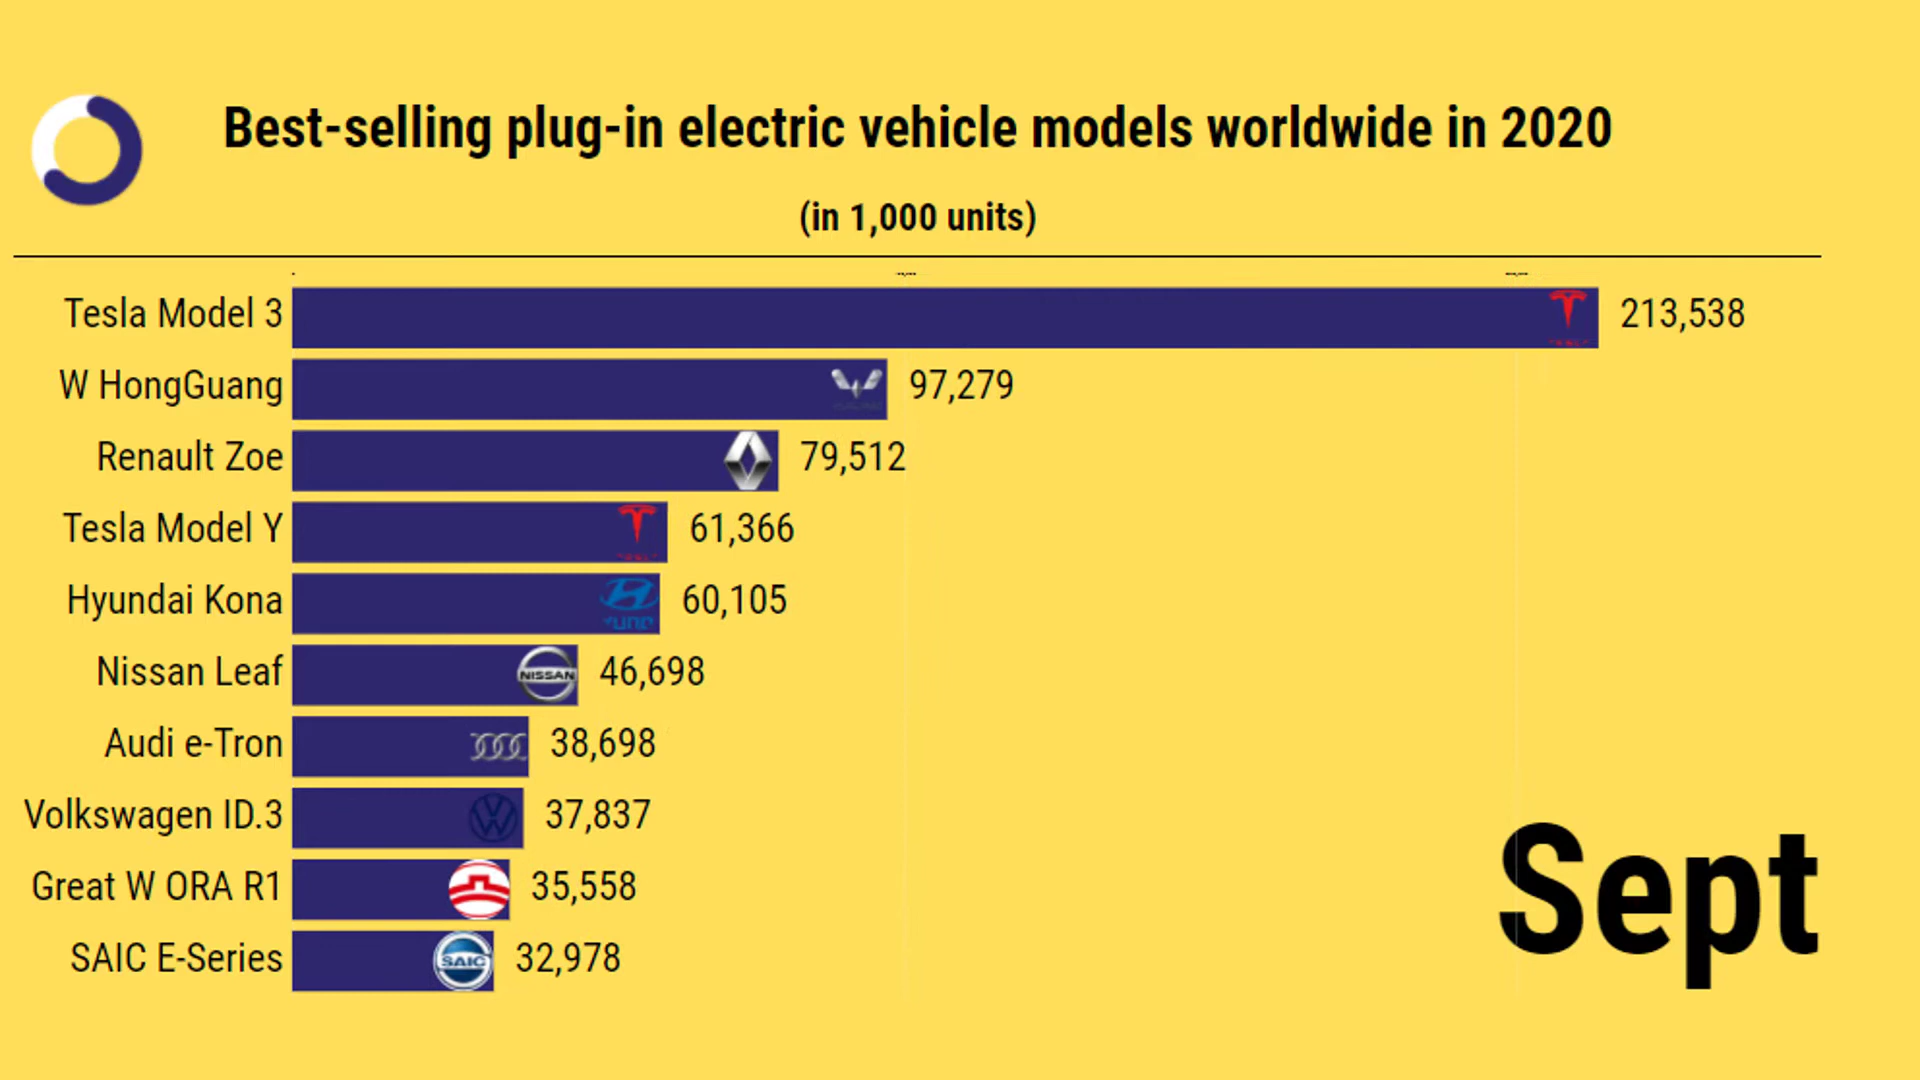 Best-selling plug-in electric vehicle models worldwide in 2020
(in 1,000 units)
Tesla Model 3 213,538
W HongGuang 97,279
Renault Zoe 79,512
Tesla Model Y 61,366
Hyundai Kona 60,105
Nissan Leaf NISSAN 46,698
Audi e-Tron 38,698
Volkswagen ID.3 37,837
Great W ORA R1 35,558
SAIC E-Series SAIC 32,978
Sept